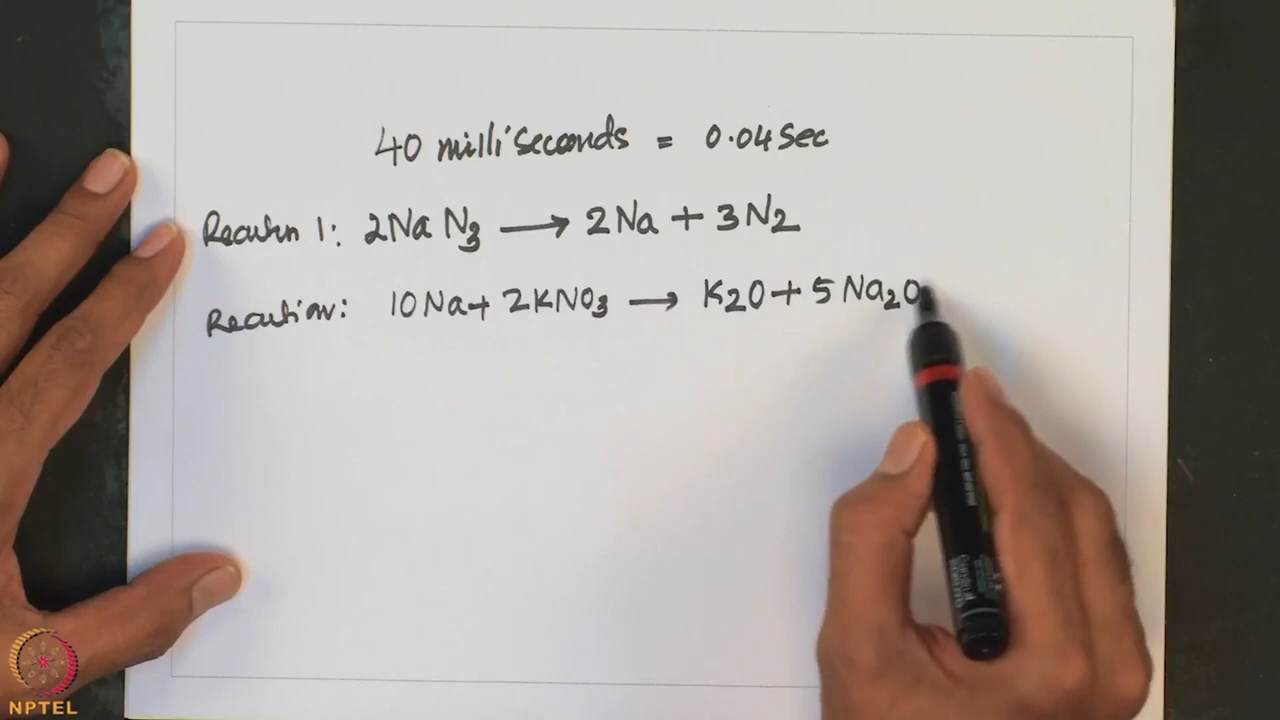 40 milliseconds = 0.04 Sec
Reaction 1: 2NaN₃ ⟶ 2Na + 3N₂
Reaction: 10Na + 2KNO₃ ⟶ K₂O + 5Na₂O
NPTEL